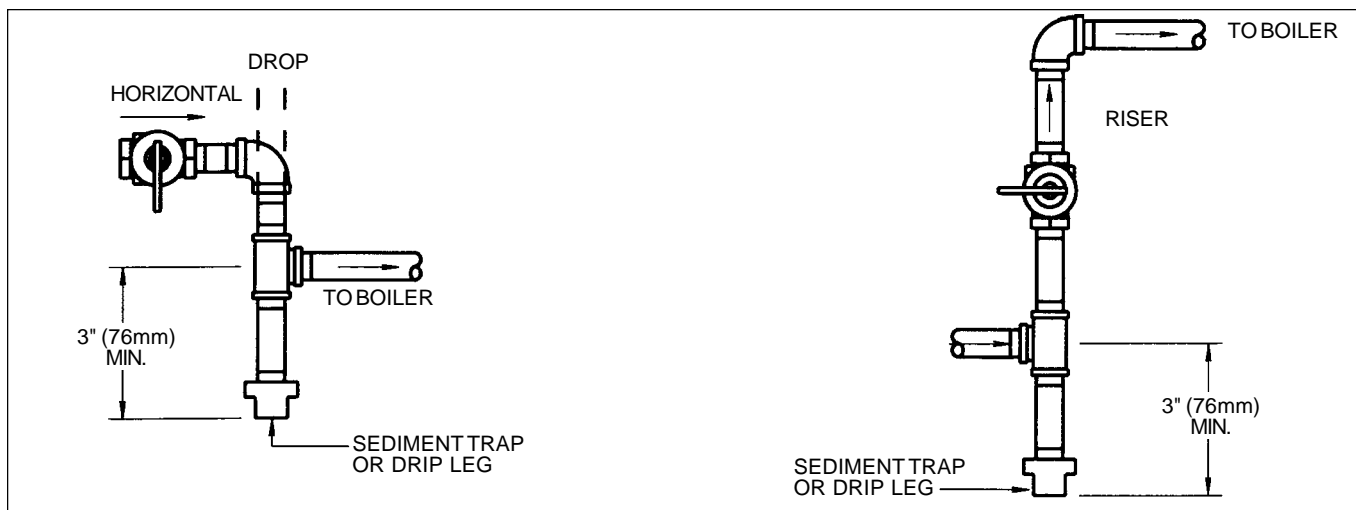 DROP
HORIZONTAL
TO BOILER
3" (76mm)
MIN.
SEDIMENT TRAP
OR DRIP LEG
TO BOILER
RISER
3" (76mm)
MIN.
SEDIMENT TRAP
OR DRIP LEG